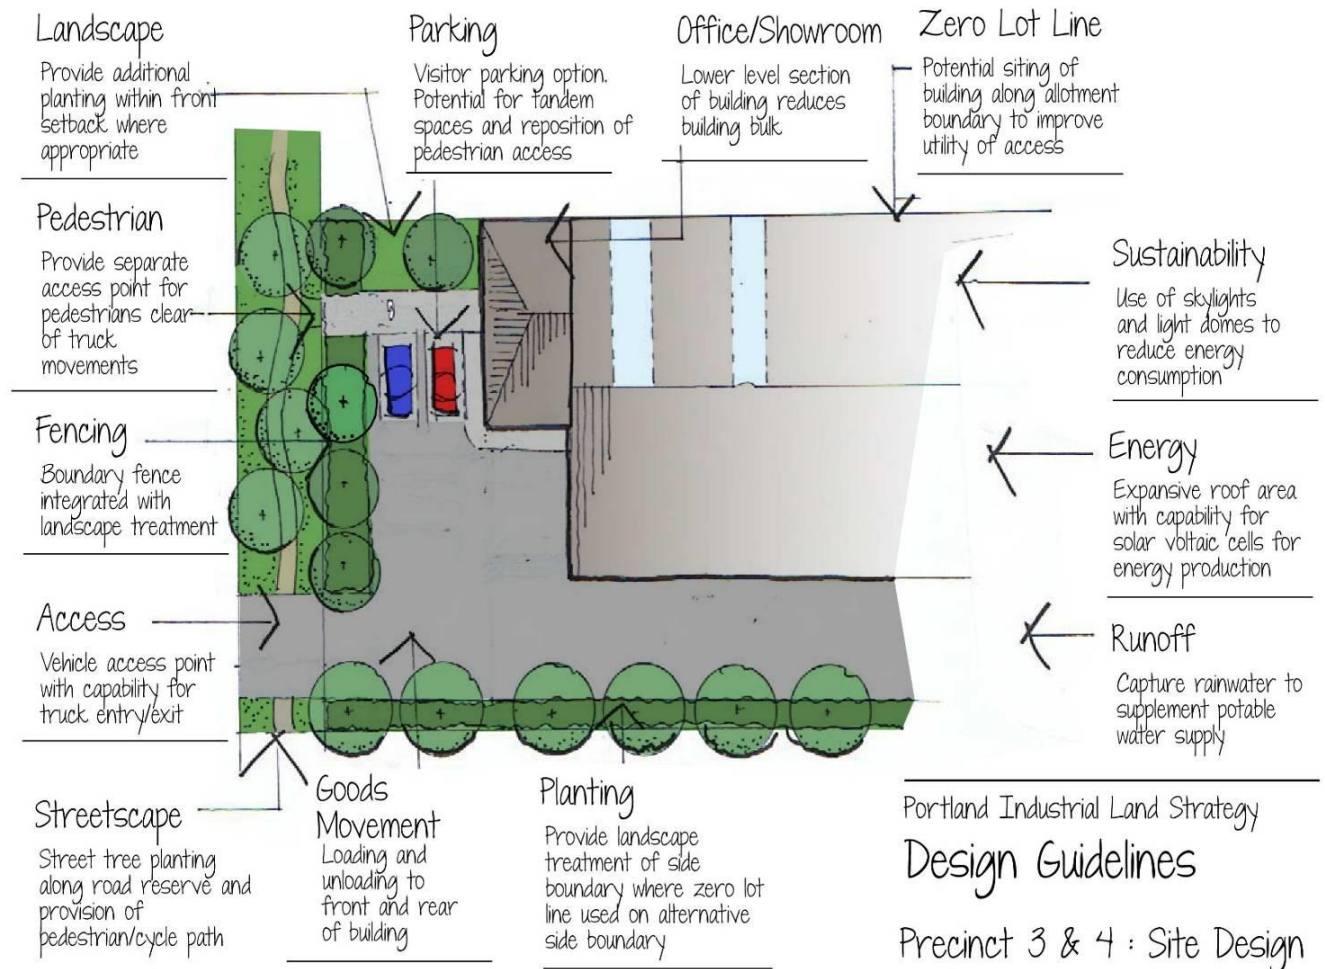 Landscape
Provide additional
planting within front
setback where
appropriate
Parking
Visitor parking option.
Potential for tandem
spaces and reposition of
pedestrian access
Office/Showroom
Lower level section
of building reduces
building bulk
Zero Lot Line
Potential siting of
building along allotment
boundary to improve
utility of access
Pedestrian
Provide separate
access point for
pedestrians clear
of truck
movements
Fencing
Boundary fence
integrated with
landscape treatment
Access
Vehicle access point
with capability for
truck entry/exit
Streetscape
Street tree planting
along road reserve and
provision of
pedestrian/cycle path
Goods
Movement
Loading and
unloading to
front and rear
of building
Planting
Provide landscape
treatment of side
boundary where zero lot
line used on alternative
side boundary
Sustainability
Use of skylights
and light domes to
reduce energy
consumption
Energy
Expansive roof area
with capability for
solar voltaic cells for
energy production
Runoff
Capture rainwater to
supplement potable
water supply
Portland Industrial Land Strategy
Design Guidelines
Precinct 3 & 4 : Site Design